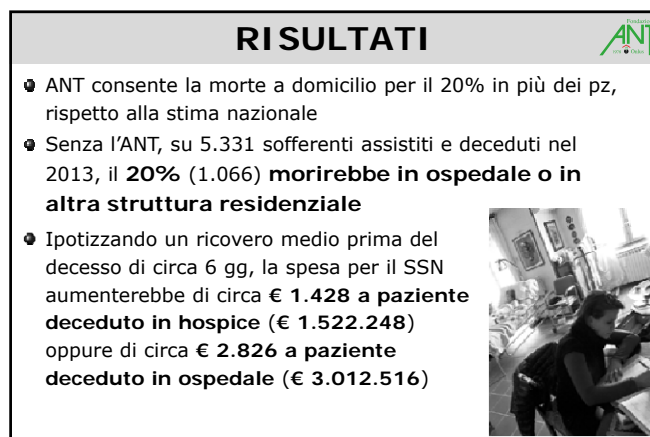 RISULTATI
Fondazio
ANT
ANT consente la morte a domicilio per il 20% in più dei pz,
rispetto alla stima nazionale
Senza l’ANT, su 5.331 sofferenti assistiti e deceduti nel
2013, il 20% (1.066) morirebbe in ospedale o in
altra struttura residenziale
Ipotizzando un ricovero medio prima del
decesso di circa 6 gg, la spesa per il SSN
aumenterebbe di circa € 1.428 a paziente
deceduto in hospice (€ 1.522.248)
oppure di circa € 2.826 a paziente
deceduto in ospedale (€ 3.012.516)